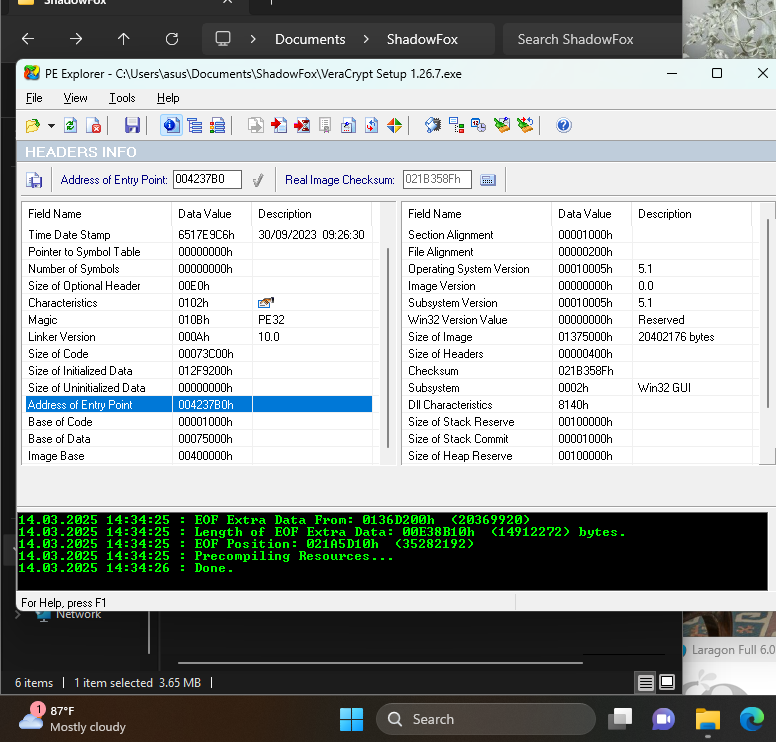 ShadowFox
Documents
ShadowFox
Search ShadowFox
PE Explorer - C:\Users\asus\Documents\ShadowFox\VeraCrypt Setup 1.26.7.exe
File View Tools Help
HEADERS INFO
Address of Entry Point: 004237B0 Real Image Checksum: 021B358Fh
Field Name Data Value Description
Time Date Stamp 6517E9C6h 30/09/2023 09:26:30
Pointer to Symbol Table 00000000h
Number of Symbols 00000000h
Size of Optional Header 00E0h
Characteristics 0102h
Magic 010Bh PE32
Linker Version 000Ah 10.0
Size of Code 00073C00h
Size of Initialized Data 012F9200h
Size of Uninitialized Data 00000000h
Address of Entry Point 004237B0h
Base of Code 00001000h
Base of Data 00075000h
Image Base 00400000h
Field Name Data Value Description
Section Alignment 00001000h
File Alignment 00000200h
Operating System Version 00010005h 5.1
Image Version 00000000h 0.0
Subsystem Version 00010005h 5.1
Win32 Version Value 00000000h Reserved
Size of Image 01375000h 20402176 bytes
Size of Headers 00000400h
Checksum 021B358Fh
Subsystem 0002h Win32 GUI
Dll Characteristics 8140h
Size of Stack Reserve 00100000h
Size of Stack Commit 00001000h
Size of Heap Reserve 00100000h
14.03.2025 14:34:25 : EOF Extra Data From: 0136D200h (20369920)
14.03.2025 14:34:25 : Length of EOF Extra Data: 00E38B10h (14912272) bytes.
14.03.2025 14:34:25 : EOF Position: 021A5D10h (35282192)
14.03.2025 14:34:25 : Precompiling Resources...
14.03.2025 14:34:26 : Done.
For Help, press F1
Network
Laragon Full 6.0
6 items 1 item selected 3.65 MB
1
87°F
Mostly cloudy
Search